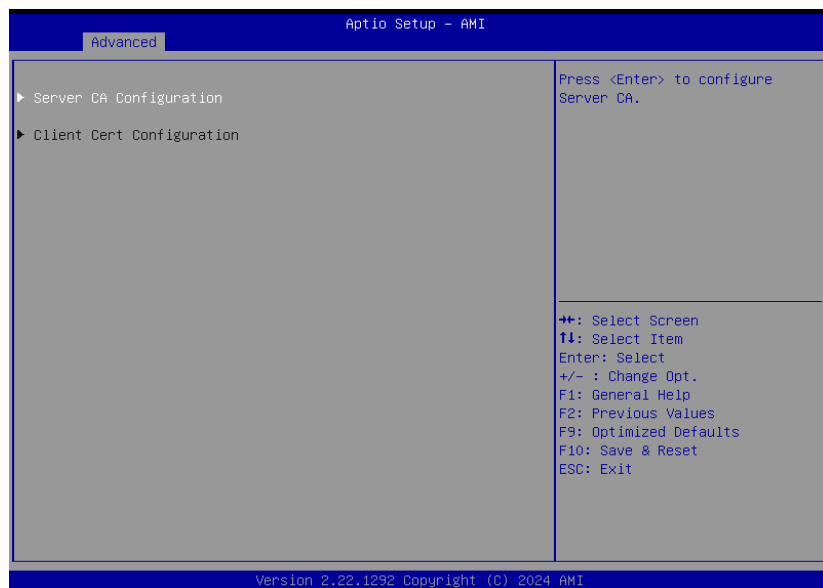 Aptio Setup – AMI
Advanced
▶ Server CA Configuration
▶ Client Cert Configuration
Press <Enter> to configure
Server CA.
→←: Select Screen
↑↓: Select Item
Enter: Select
+/- : Change Opt.
F1: General Help
F2: Previous Values
F9: Optimized Defaults
F10: Save & Reset
ESC: Exit
Version 2.22.1292 Copyright (C) 2024 AMI